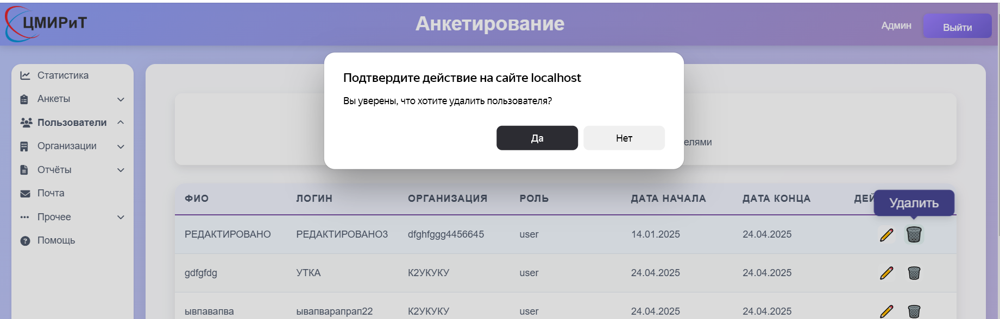 ЦМИРиТ
Анкетирование
Админ
Выйти
Подтвердите действие на сайте localhost
Вы уверены, что хотите удалить пользователя?
Да
Нет
елями
Статистика
Анкеты
Пользователи
Организации
Отчёты
Почта
Прочее
Помощь
ФИО ЛОГИН ОРГАНИЗАЦИЯ РОЛЬ ДАТА НАЧАЛА ДАТА КОНЦА ДЕЙ
Удалить
РЕДАКТИРОВАНО РЕДАКТИРОВАНО3 dfghfggg4456645 user 14.01.2025 24.04.2025
gdfgfdg УТКА К2УКУКУ user 24.04.2025 24.04.2025
ывпавапва ывапварапрап22 К2УКУКУ user 24.04.2025 24.04.2025